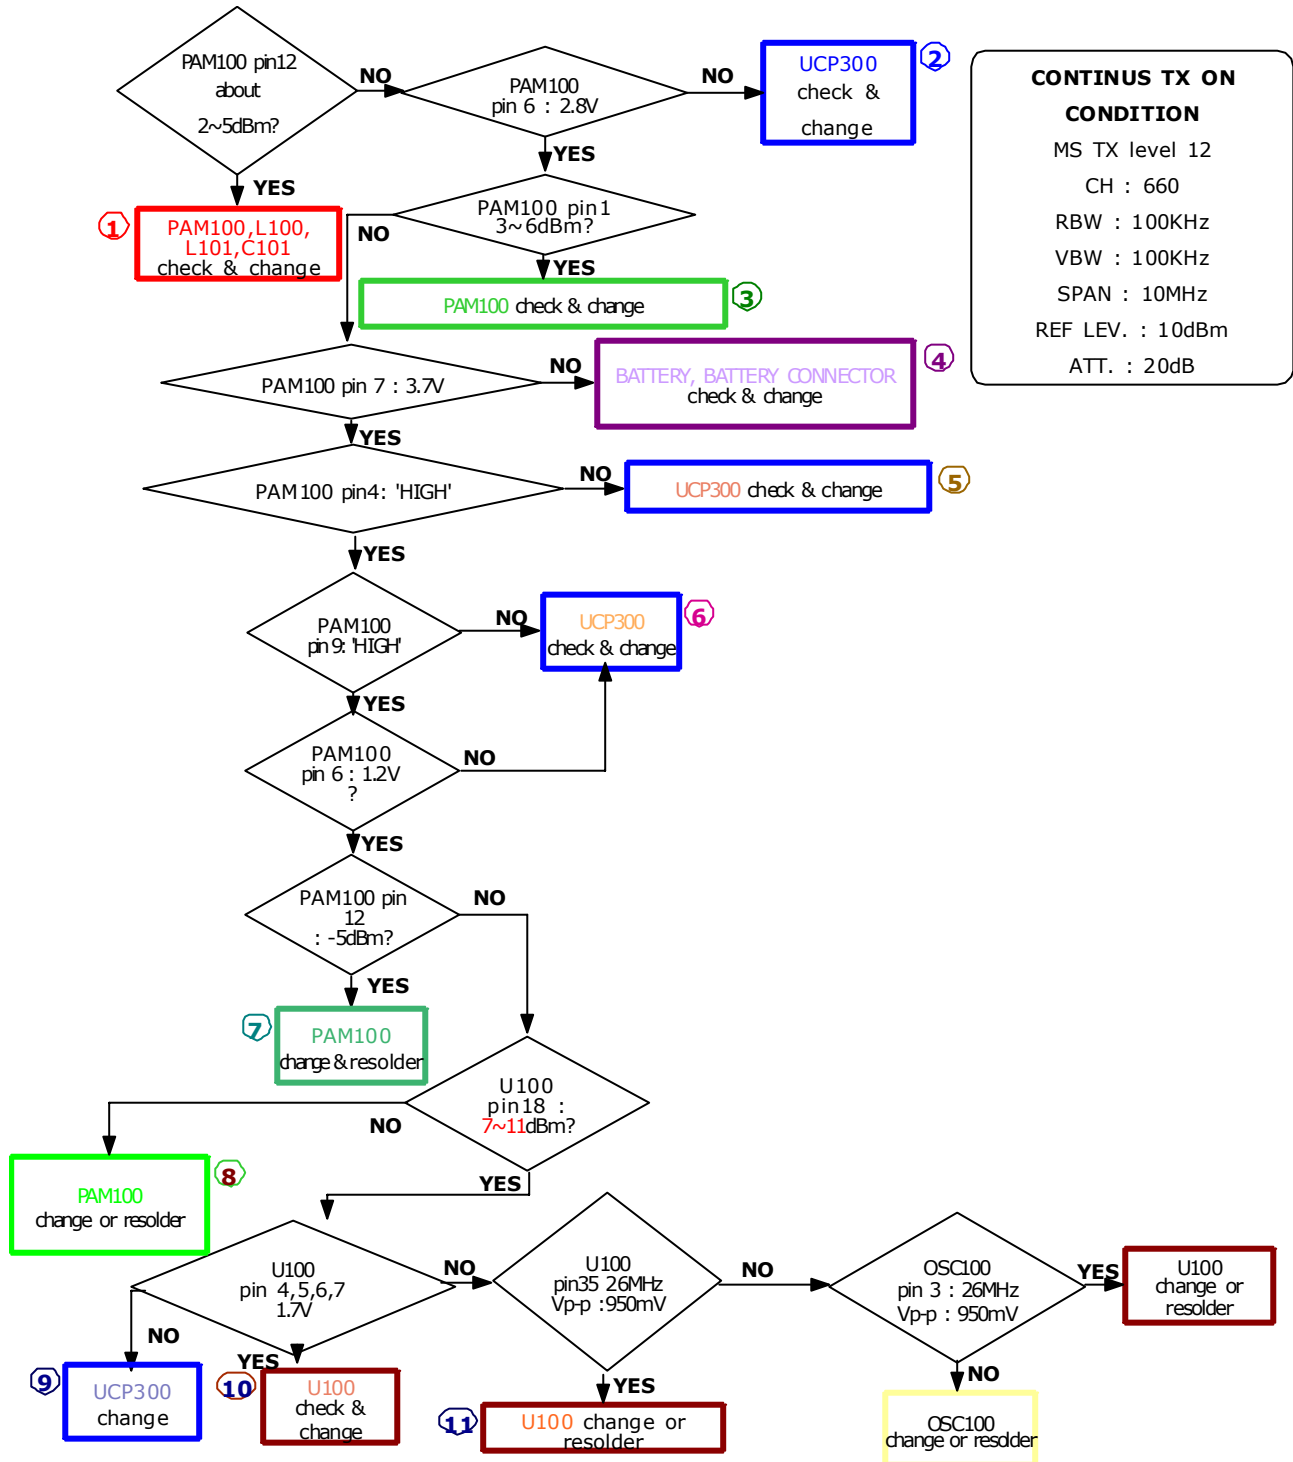 PAM100 pin12
about
2~5dBm?
NO
PAM100
pin 6 : 2.8V
NO
UCP300
check &
change
2
CONTINUS TX ON
CONDITION
MS TX level 12
CH : 660
RBW : 100KHz
VBW : 100KHz
SPAN : 10MHz
REF LEV. : 10dBm
ATT. : 20dB
YES
YES
1
PAM100,L100,
L101,C101
check & change
NO
PAM100 pin1
3~6dBm?
YES
PAM100 check & change
3
PAM100 pin 7 : 3.7V
NO
BATTERY, BATTERY CONNECTOR
check & change
4
YES
PAM100 pin4: 'HIGH'
NO
UCP300 check & change
5
YES
PAM100
pin 9: 'HIGH'
NO
UCP300
check & change
6
YES
PAM100
pin 6 : 1.2V
?
NO
YES
PAM100 pin
12
: -5dBm?
NO
YES
7
PAM100
change & resolder
U100
pin18 :
7~11dBm?
NO
8
PAM100
change or resolder
YES
U100
pin 4,5,6,7
1.7V
NO
U100
pin35 26MHz
Vp-p : 950mV
NO
OSC100
pin 3 : 26MHz
Vp-p : 950mV
YES
U100
change or
resolder
NO
9
UCP300
change
YES
10
U100
check &
change
YES
11
U100 change or
resolder
NO
OSC100
change or resolder